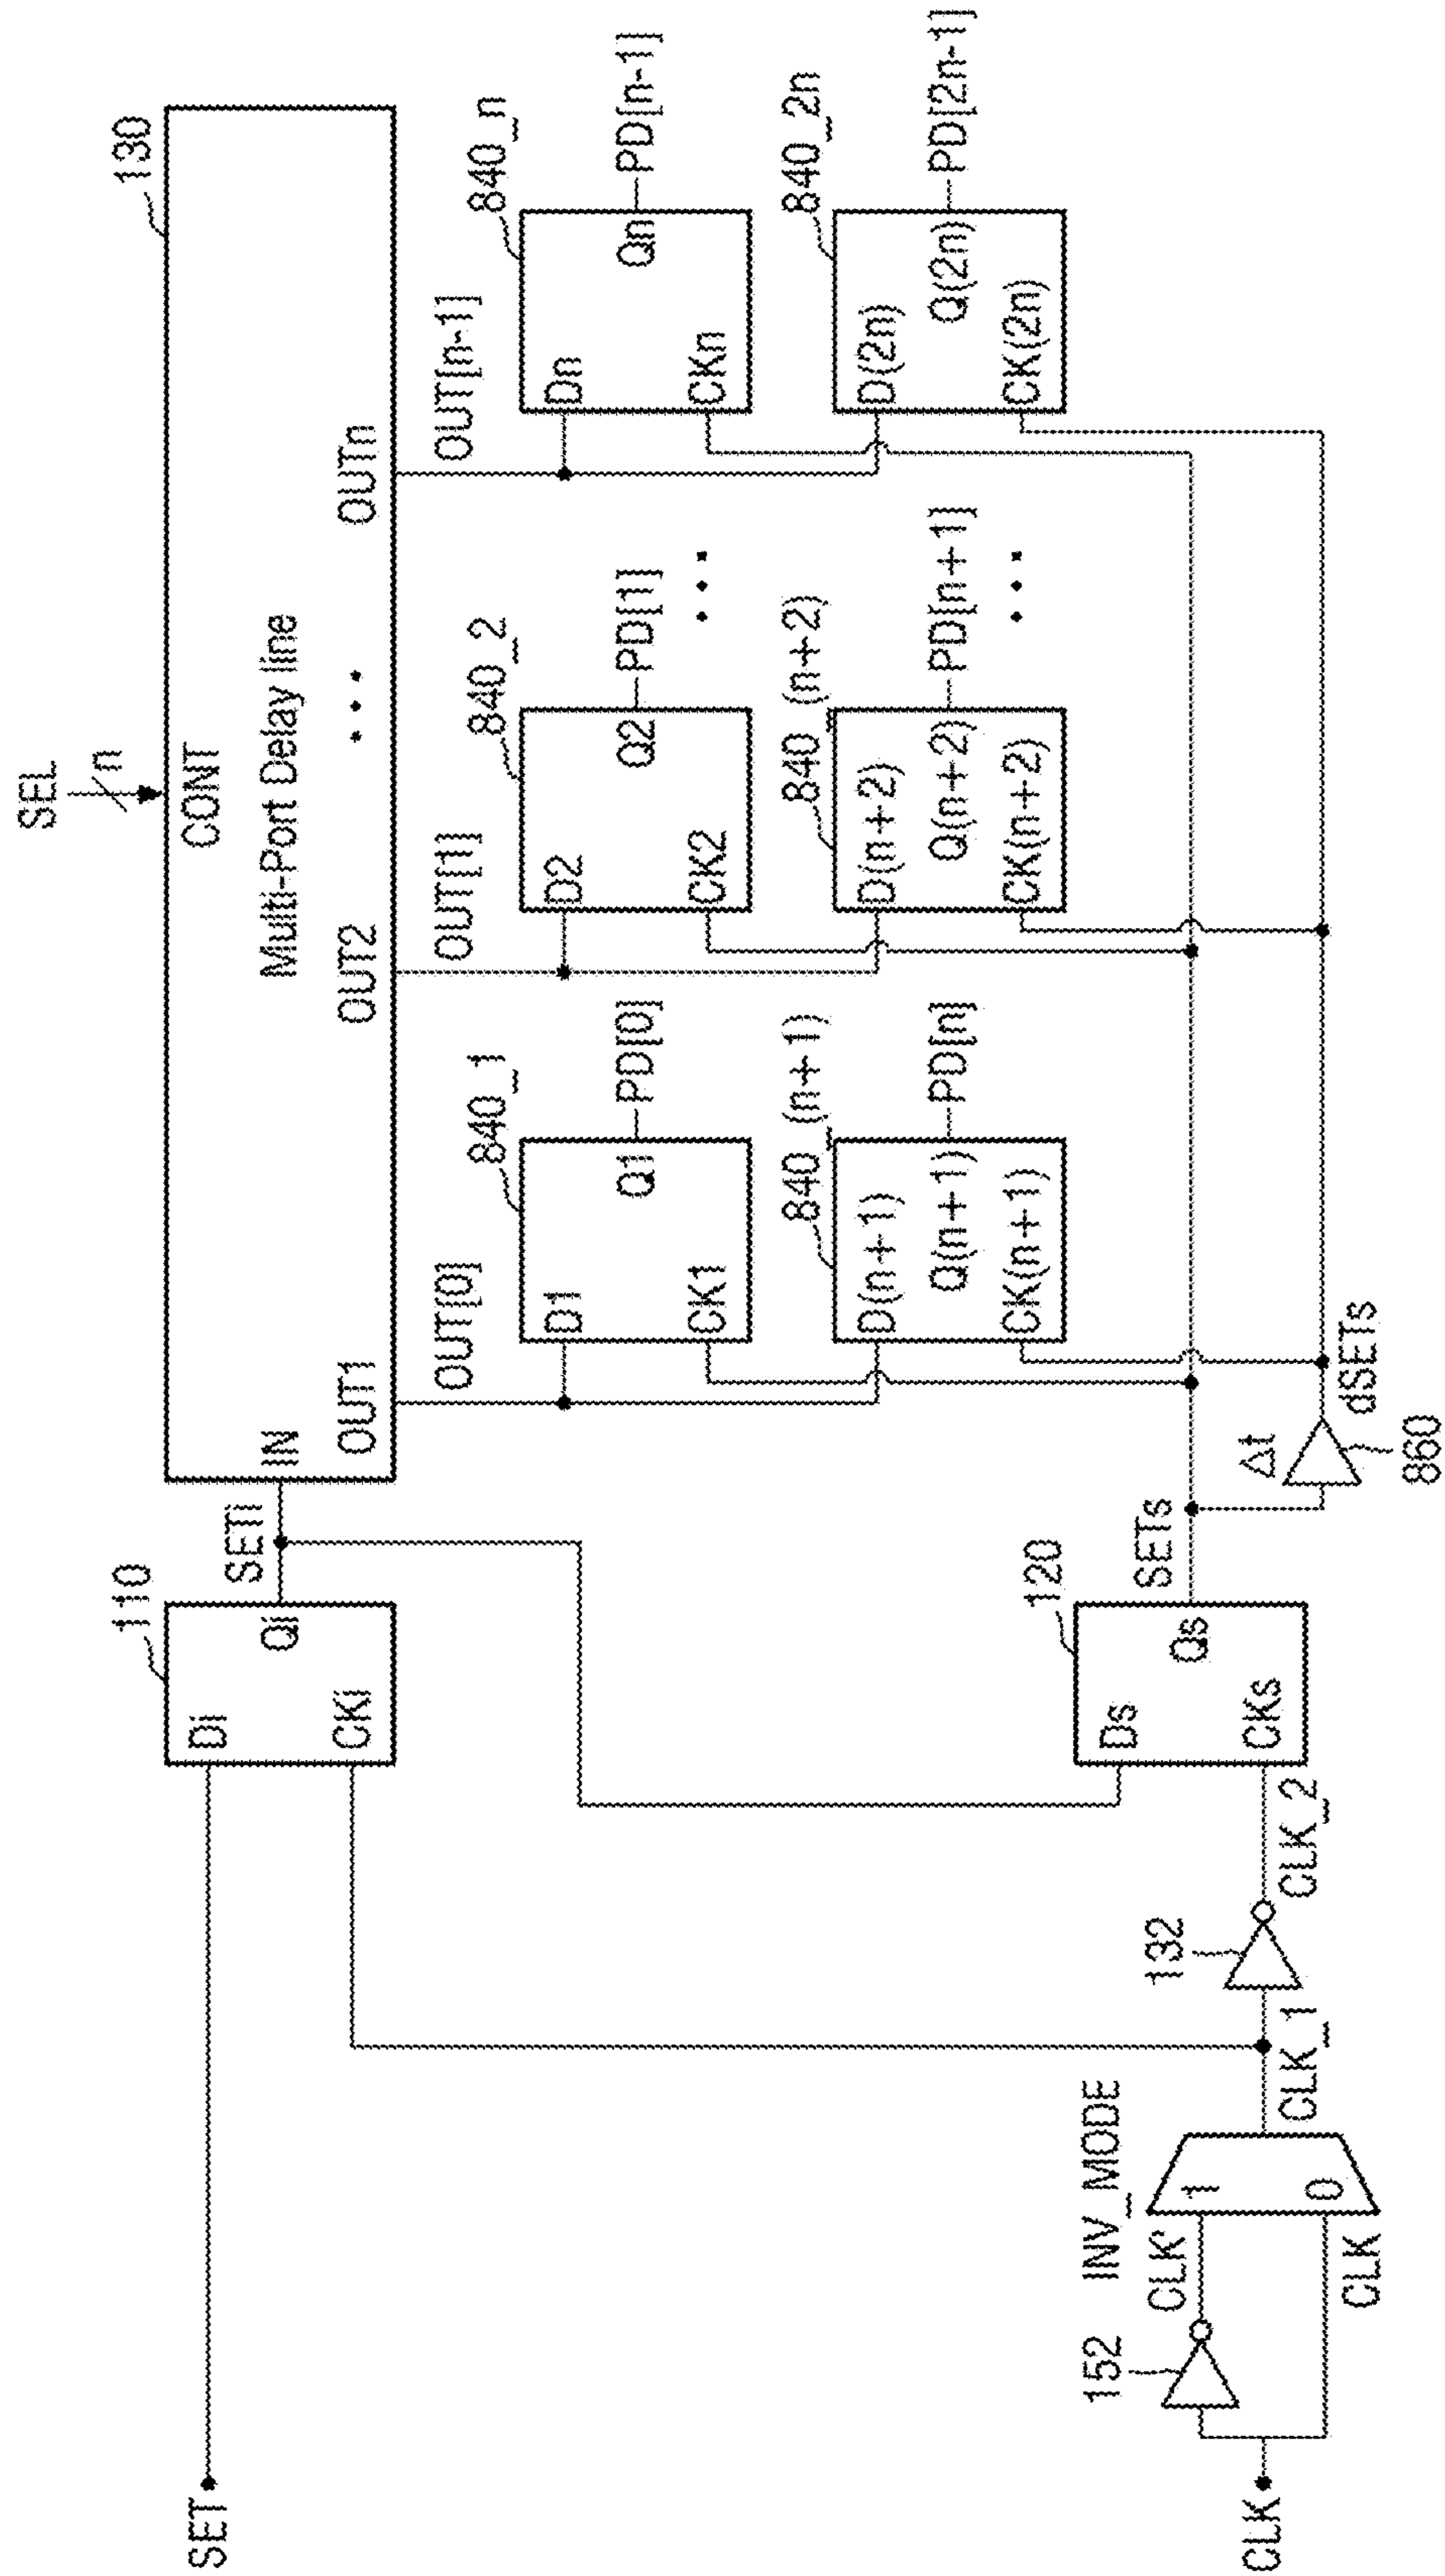 SEL
n
130
CONT
Multi-Port Delay line
IN
OUT1
OUT2
• • •
OUTn
SET
110
Di
Qi
CKi
SETi
OUT[0]
OUT[1]
OUT[n-1]
840_1
D1
Q1
CK1
PD[0]
840_2
D2
Q2
CK2
PD[1]
• • •
840_n
Dn
Qn
CKn
PD[n-1]
840_(n+1)
D(n+1)
Q(n+1)
CK(n+1)
PD[n]
840_(n+2)
D(n+2)
Q(n+2)
CK(n+2)
PD[n+1]
• • •
840_2n
D(2n)
Q(2n)
CK(2n)
PD[2n-1]
CLK
152
CLK'
INV_MODE
1
0
CLK
CLK_1
132
CLK_2
120
Ds
Qs
CKs
SETs
Δt
860
dSETs